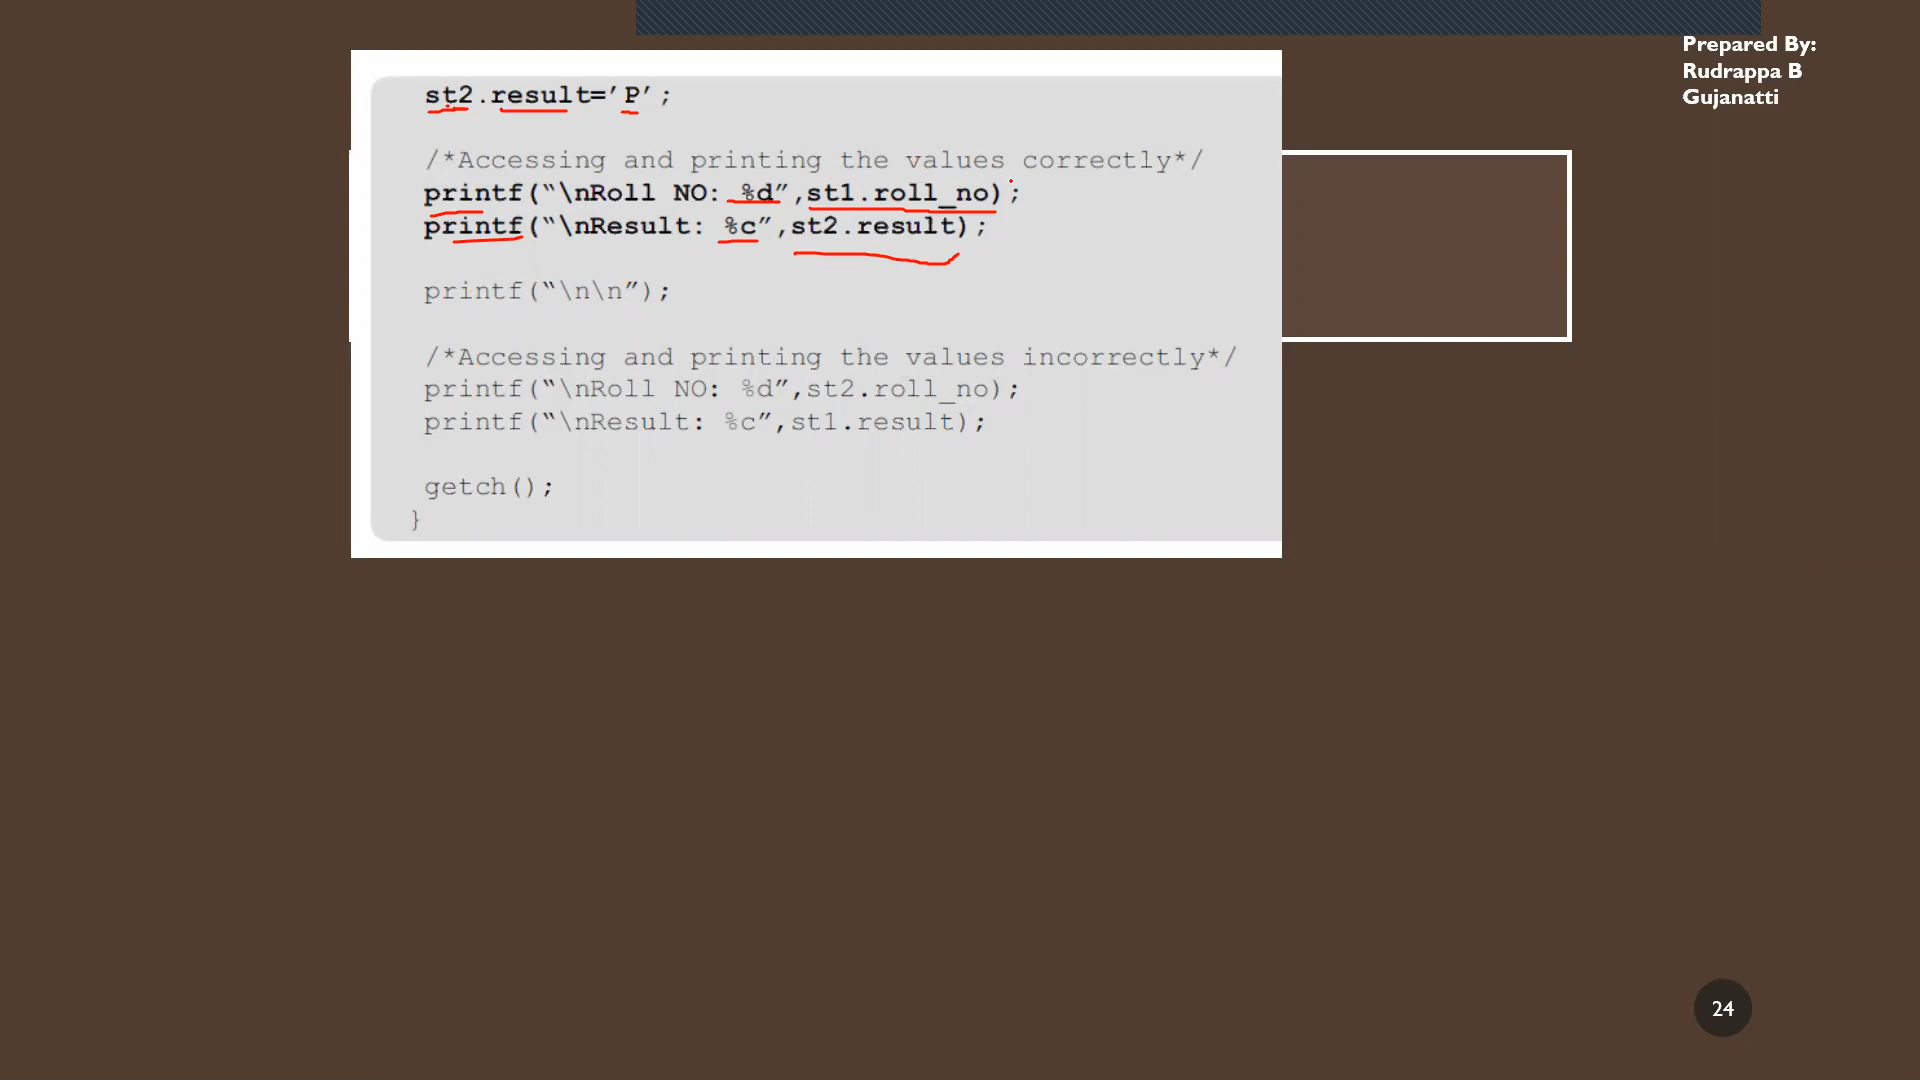 Prepared By:
Rudrappa B
Gujanatti
st2.result=’P’;
/*Accessing and printing the values correctly*/
printf(“\nRoll NO: %d”,st1.roll_no);
printf(“\nResult: %c”,st2.result);
printf(“\n\n”);
/*Accessing and printing the values incorrectly*/
printf(“\nRoll NO: %d”,st2.roll_no);
printf(“\nResult: %c”,st1.result);
getch();
}
24